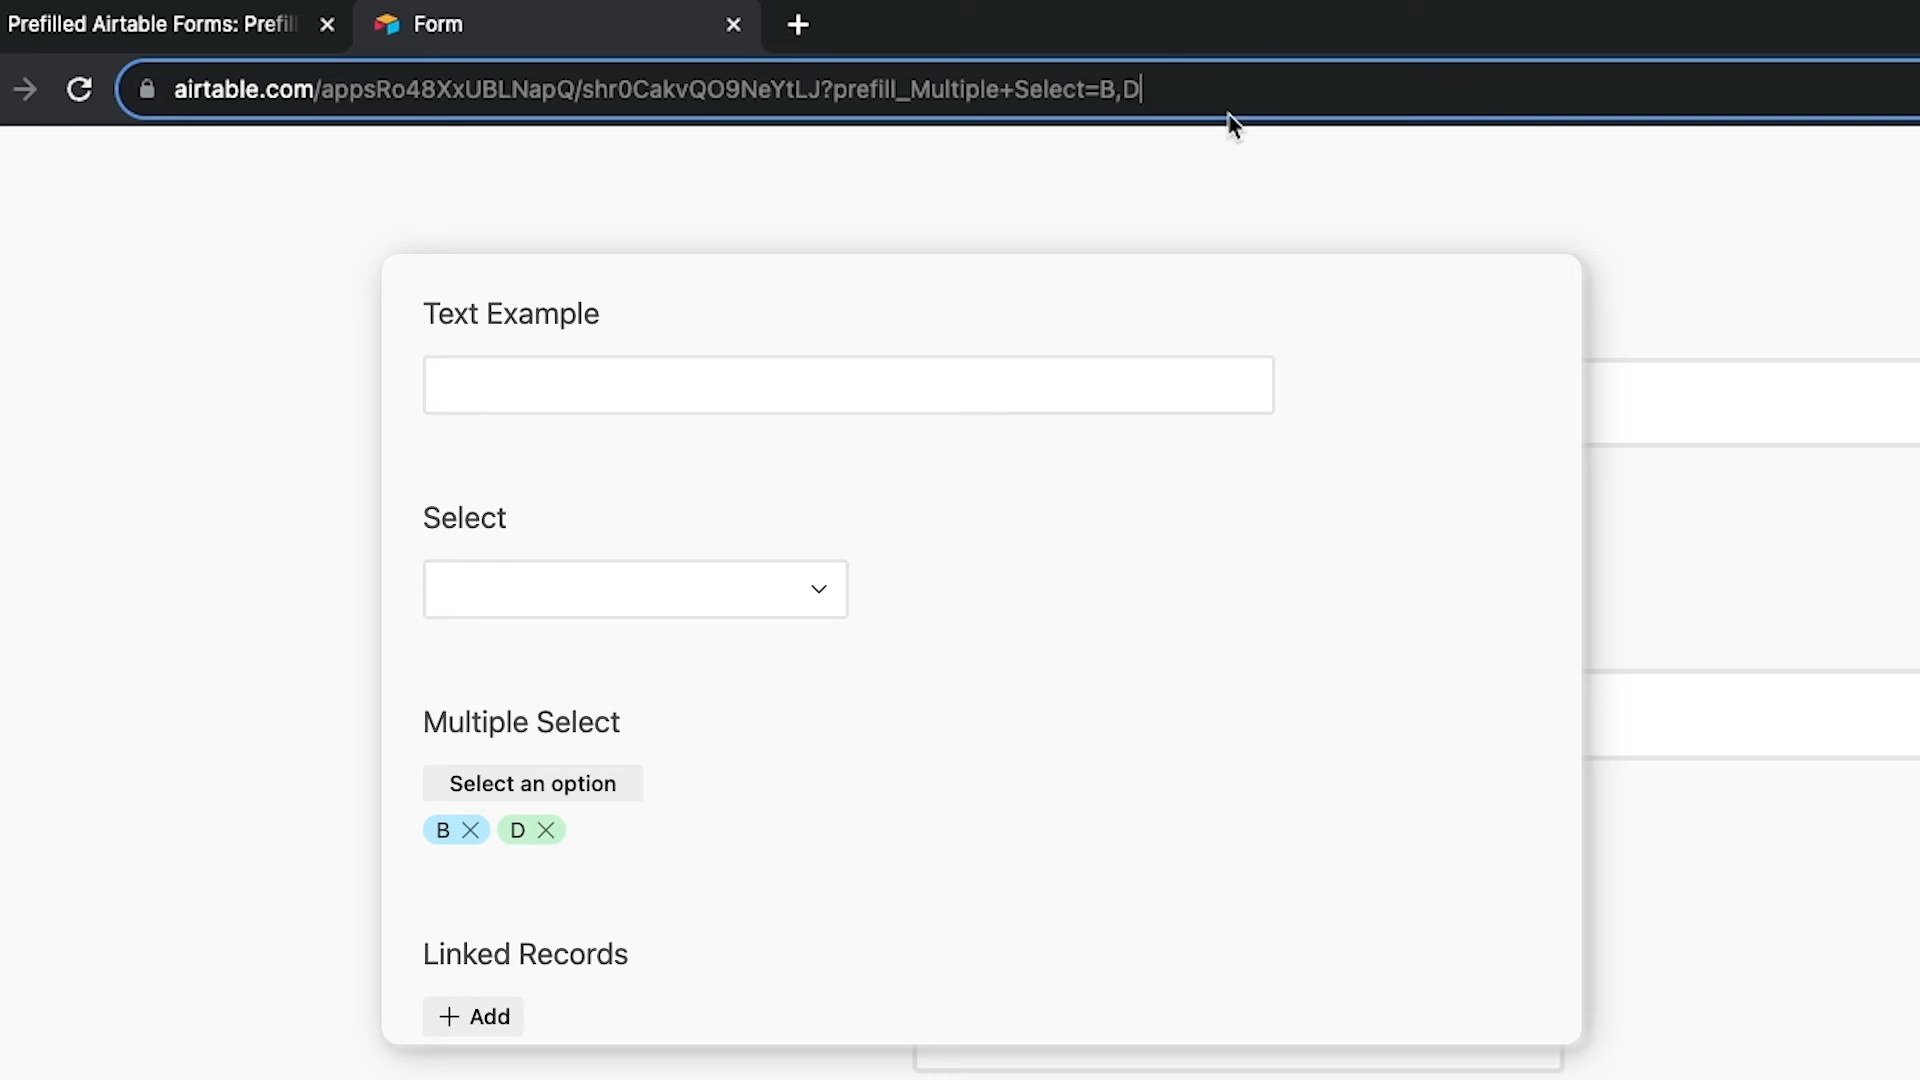 Prefilled Airtable Forms: Prefill
Form
airtable.com/appsRo48XxUBLNapQ/shr0CakvQO9NeYtLJ?prefill_Multiple+Select=B,D
Text Example
Select
Multiple Select
Select an option
B D
Linked Records
+ Add